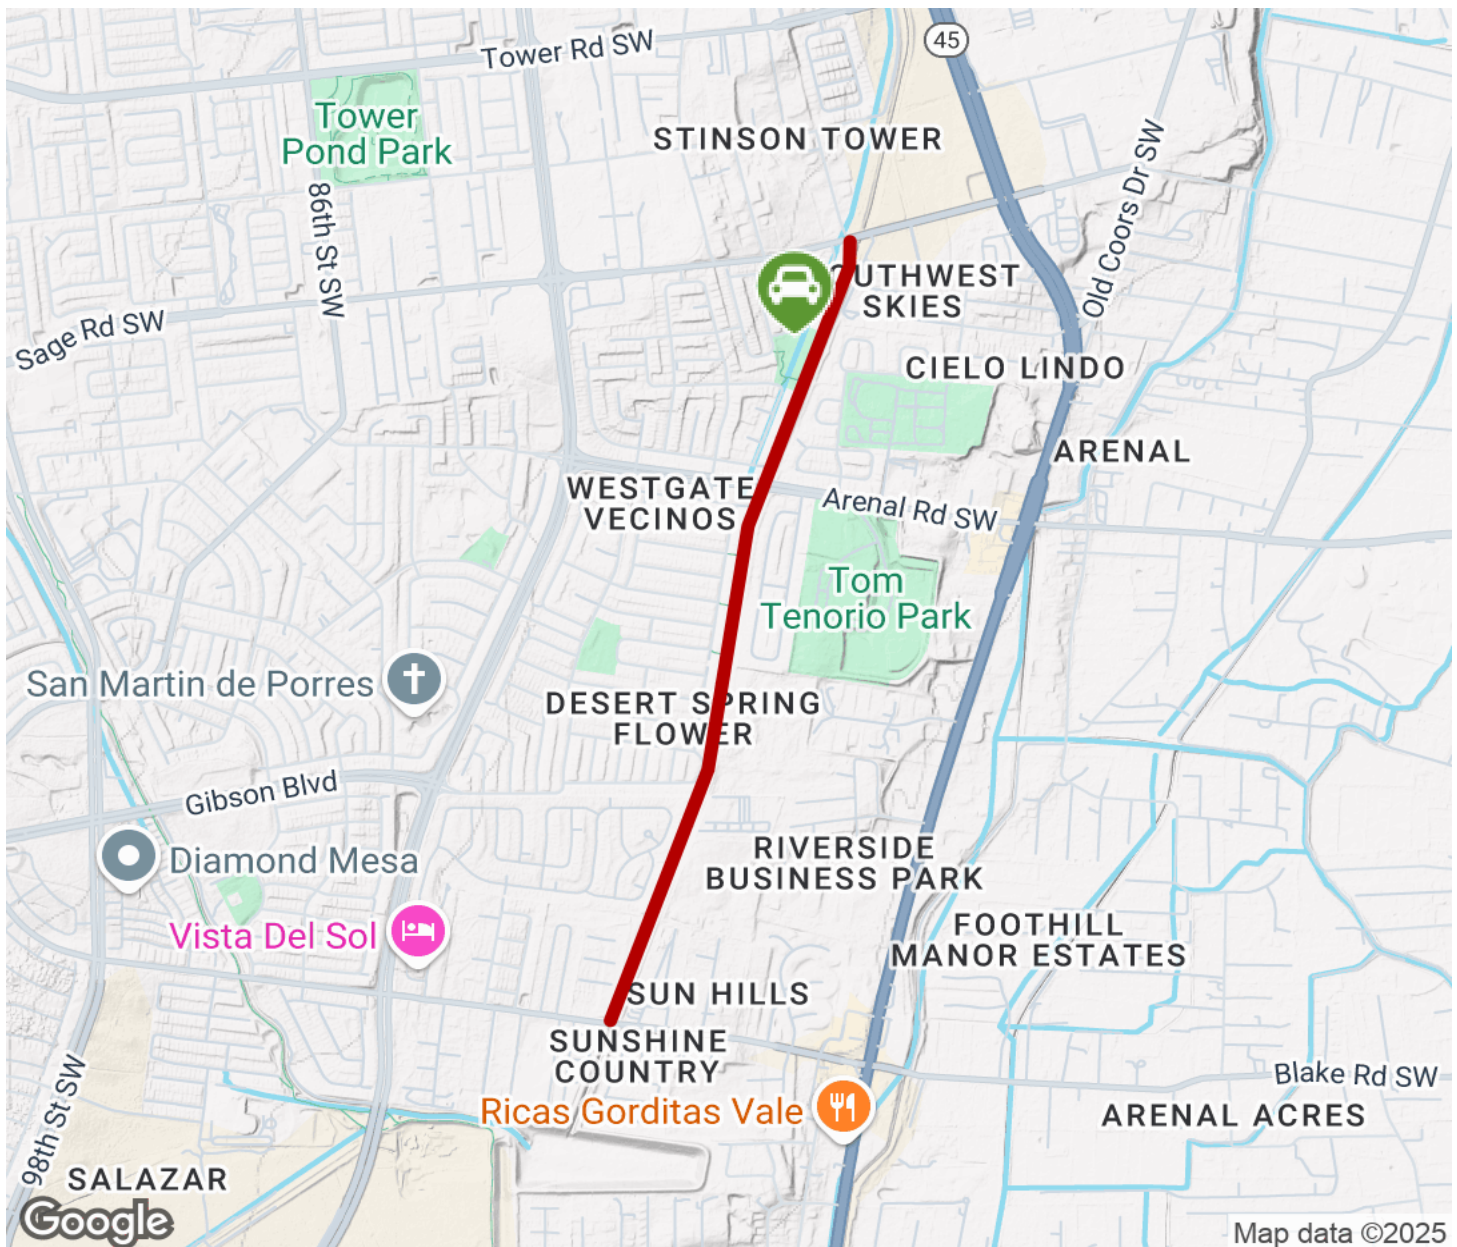 45
Tower Rd SW
Tower
Pond Park
STINSON TOWER
Old Coors Dr SW
86th St SW
OUTHWEST
SKIES
Sage Rd SW
CIELO LINDO
ARENAL
WESTGATE
VECINOS
Arenal Rd SW
Tom
Tenorio Park
San Martin de Porres
DESERT SPRING
FLOWER
Gibson Blvd
Diamond Mesa
RIVERSIDE
BUSINESS PARK
Vista Del Sol
FOOTHILL
MANOR ESTATES
SUN HILLS
SUNSHINE
COUNTRY
Blake Rd SW
Ricas Gorditas Vale
ARENAL ACRES
98th St SW
SALAZAR
Google
Map data ©2025